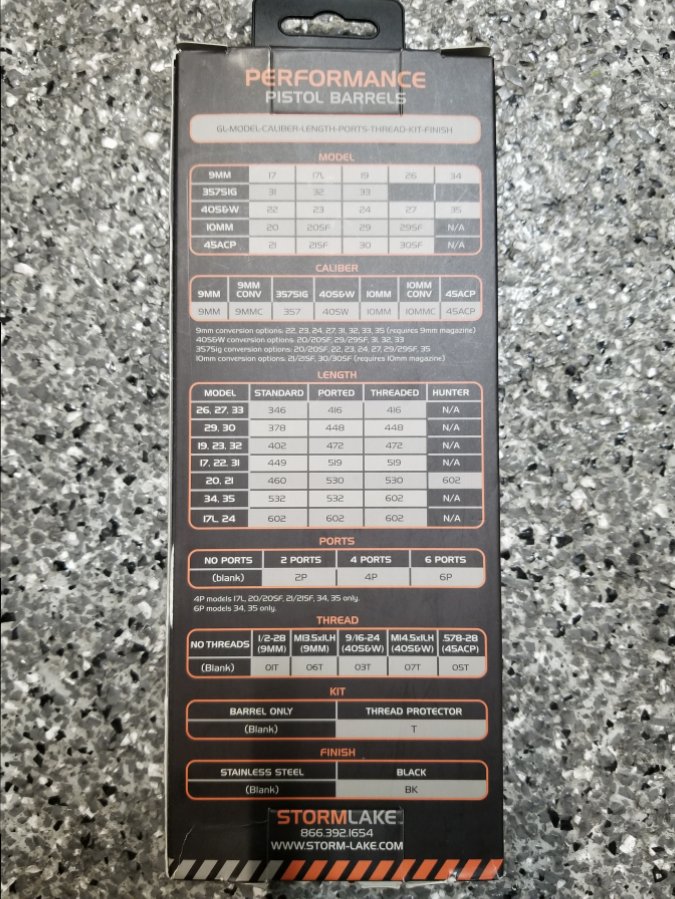 PERFORMANCE
PISTOL BARRELS
GL-MODEL-CALIBER-LENGTH-PORTS-THREAD-KIT-FINISH
MODEL
9MM 17 17L 19 26 34
357SIG 31 32 33
40S&W 22 23 24 27 35
10MM 20 20SF 29 29SF N/A
45ACP 21 21SF 30 30SF N/A
CALIBER
9MM 9MM CONV 357SIG 40S&W 10MM 10MM CONV 45ACP
9MM 9MMC 357 40SW 10MM 10MMC 45ACP
9mm conversion options: 22, 23, 24, 27, 31, 32, 33, 35 (requires 9mm magazine)
40S&W conversion options: 20/20SF, 29/29SF, 31, 32, 33
357Sig conversion options: 20/20SF, 22, 23, 24, 27, 29/29SF, 35
10mm conversion options: 21/21SF, 30/30SF (requires 10mm magazine)
LENGTH
MODEL STANDARD PORTED THREADED HUNTER
26, 27, 33 346 416 416 N/A
29, 30 378 448 448 N/A
19, 23, 32 402 472 472 N/A
17, 22, 31 449 519 519 N/A
20, 21 460 530 530 602
34, 35 532 532 602 N/A
17L, 24 602 602 602 N/A
PORTS
NO PORTS 2 PORTS 4 PORTS 6 PORTS
(blank) 2P 4P 6P
4P models 17L, 20/20SF, 21/21SF, 34, 35 only.
6P models 34, 35 only.
THREAD
NO THREADS 1/2-28 (9MM) M13.5x1LH (9MM) 9/16-24 (40S&W) M14.5x1LH (40S&W) .578-28 (45ACP)
(Blank) 01T 06T 03T 07T 05T
KIT
BARREL ONLY THREAD PROTECTOR
(Blank) T
FINISH
STAINLESS STEEL BLACK
(Blank) BK
STORMLAKE
866.392.1654
WWW.STORM-LAKE.COM